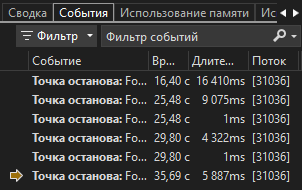 Сводка События Использование памяти Ис
Фильтр Фильтр событий
Событие Вр... Длите... Поток
Точка останова: Fo... 16,40 с 16 410ms [31036]
Точка останова: Fo... 25,48 с 9 075ms [31036]
Точка останова: Fo... 25,48 с 1ms [31036]
Точка останова: Fo... 29,80 с 4 322ms [31036]
Точка останова: Fo... 29,80 с 1ms [31036]
Точка останова: Fo... 35,69 с 5 887ms [31036]